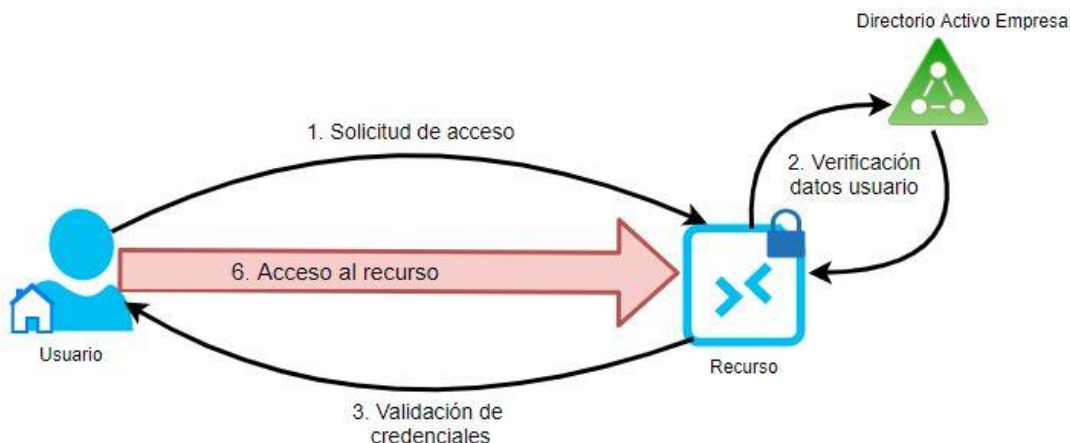 Directorio Activo Empresa
1. Solicitud de acceso
2. Verificación
datos usuario
6. Acceso al recurso
Usuario
Recurso
3. Validación de
credenciales